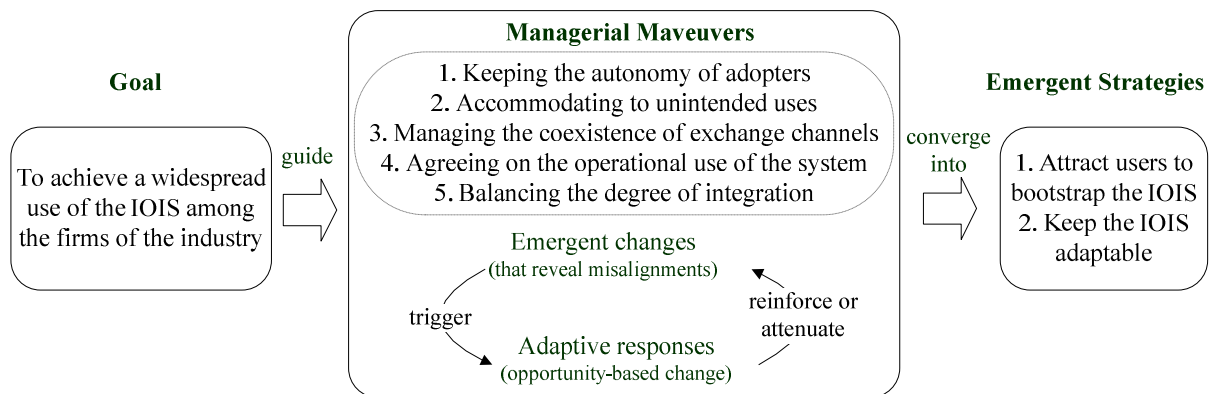 Goal
To achieve a widespread
use of the IOIS among
the firms of the industry
guide
Managerial Maveuvers
1. Keeping the autonomy of adopters
2. Accommodating to unintended uses
3. Managing the coexistence of exchange channels
4. Agreeing on the operational use of the system
5. Balancing the degree of integration
Emergent changes
(that reveal misalignments)
trigger
reinforce or
attenuate
Adaptive responses
(opportunity-based change)
converge
into
Emergent Strategies
1. Attract users to
bootstrap the IOIS
2. Keep the IOIS
adaptable